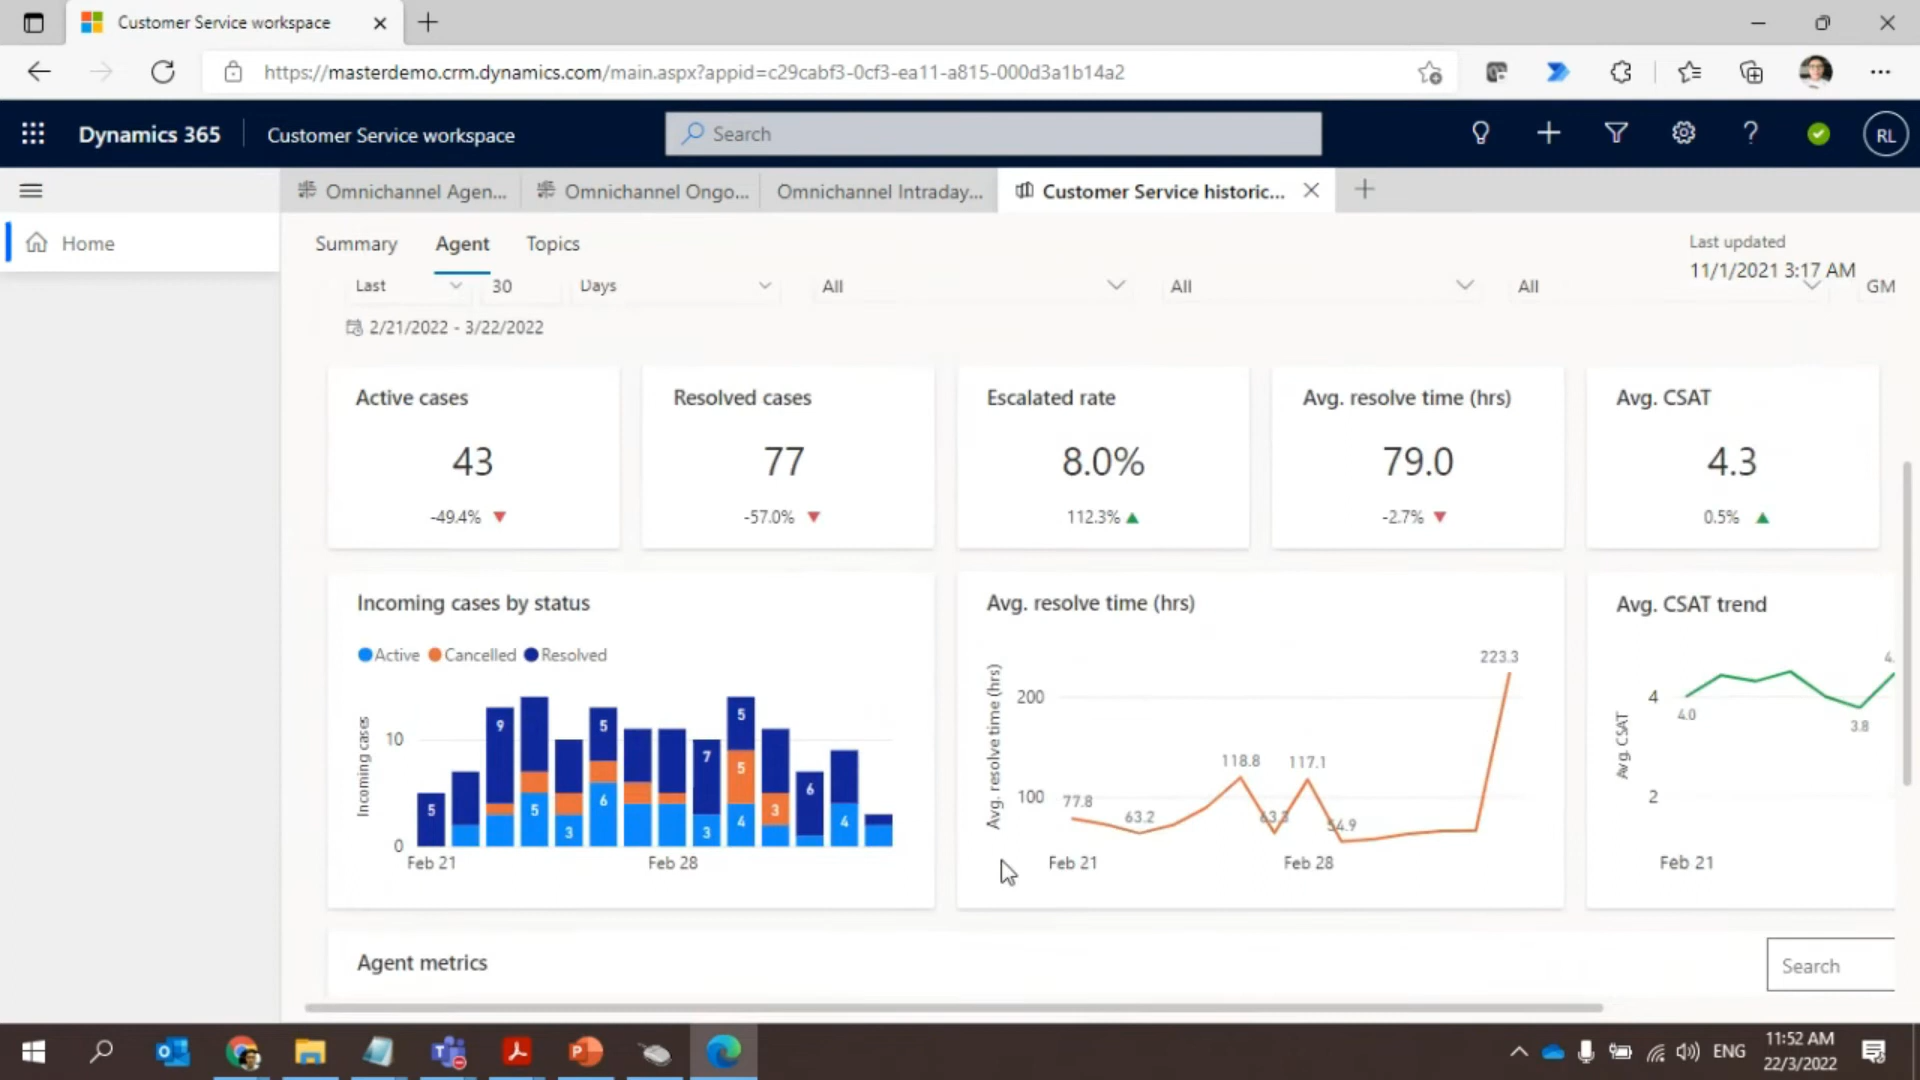 Customer Service workspace
https://masterdemo.crm.dynamics.com/main.aspx?appid=c29cabf3-0cf3-ea11-a815-000d3a1b14a2
Dynamics 365
Customer Service workspace
Search
RL
Omnichannel Agen...
Omnichannel Ongo...
Omnichannel Intraday...
Customer Service historic...
Home
Summary
Agent
Topics
Last updated
11/1/2021 3:17 AM
Last
30
Days
All
All
All
GM
2/21/2022 - 3/22/2022
Active cases
43
-49.4%
Resolved cases
77
-57.0%
Escalated rate
8.0%
112.3%
Avg. resolve time (hrs)
79.0
-2.7%
Avg. CSAT
4.3
0.5%
Incoming cases by status
Active Cancelled Resolved
Incoming cases
10
0
5
9
5
3
5
6
7
3
5
5
4
3
6
4
Feb 21
Feb 28
Avg. resolve time (hrs)
Avg. resolve time (hrs)
200
100
77.8
63.2
118.8
63.3
117.1
54.9
223.3
Feb 21
Feb 28
Avg. CSAT trend
Avg. CSAT
4
2
4.0
3.8
4.
Feb 21
Agent metrics
Search
ENG
11:52 AM
22/3/2022